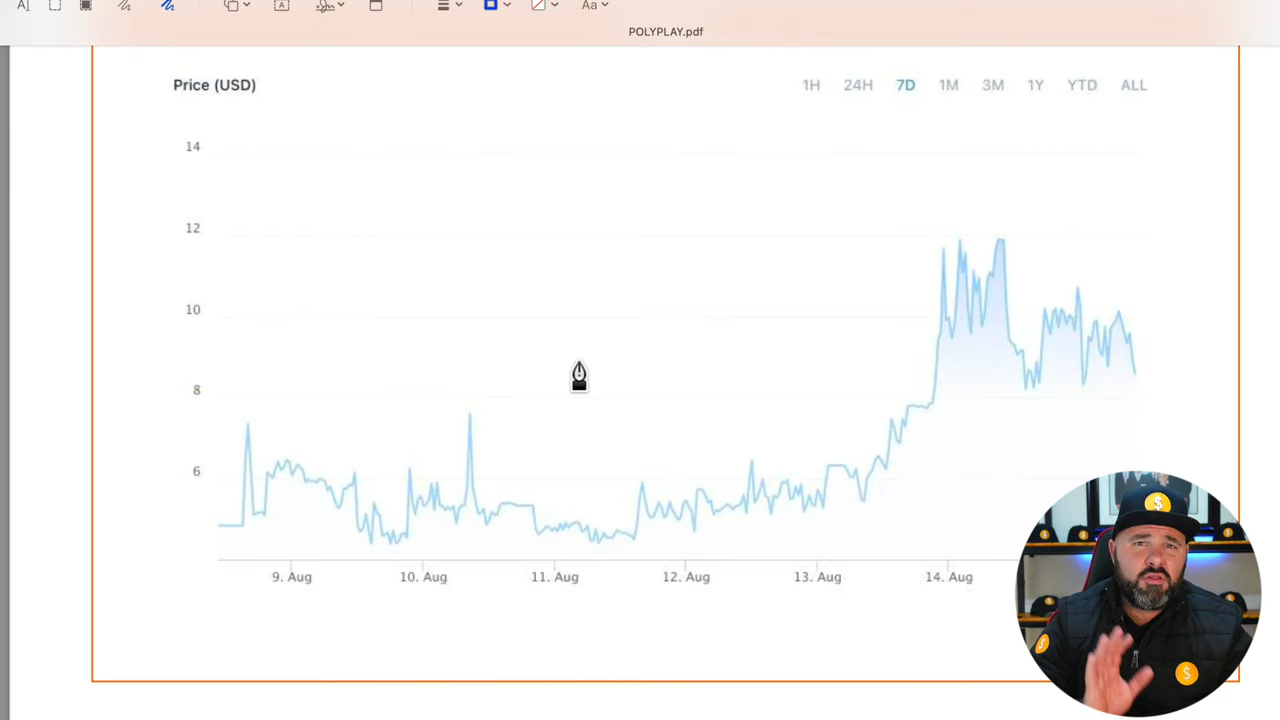 Aa
POLYPLAY.pdf
Price (USD)
1H 24H 7D 1M 3M 1Y YTD ALL
14
12
10
8
6
9. Aug 10. Aug 11. Aug 12. Aug 13. Aug 14. Aug